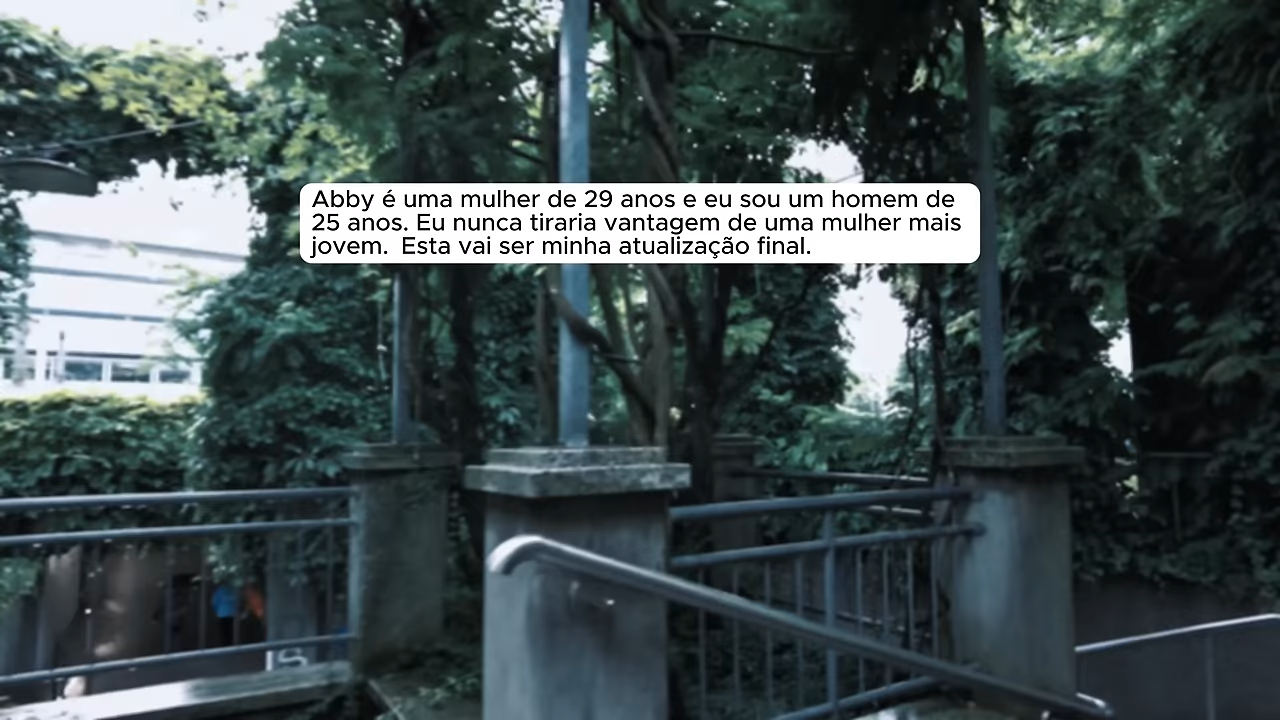 Abby é uma mulher de 29 anos e eu sou um homem de
25 anos. Eu nunca tiraria vantagem de uma mulher mais
jovem.  Esta vai ser minha atualização final.